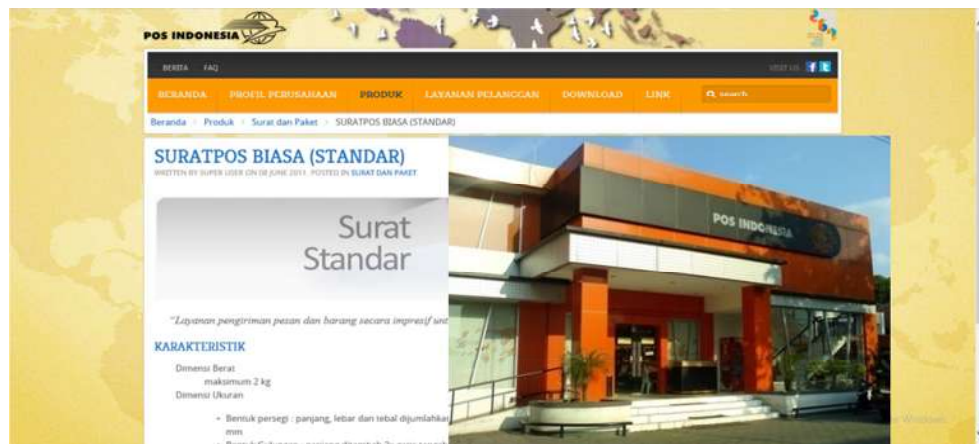 POS INDONESIA
BERITA FAQ
VISIT US
BERANDA PROFIL PERUSAHAAN PRODUK LAYANAN PELANGGAN DOWNLOAD LINK search
Beranda Produk Surat dan Paket SURATPOS BIASA (STANDAR)
SURATPOS BIASA (STANDAR)
WRITTEN BY SUPER USER ON 08 JUNE 2011. POSTED IN SURAT DAN PAKET
Surat
Standar
POS INDONESIA
"Layanan pengiriman pesan dan barang secara impresif unt
KARAKTERISTIK
Dimensi Berat
maksimum 2 kg
Dimensi Ukuran
Bentuk persegi : panjang, lebar dan tebal dijumlahkan
mm